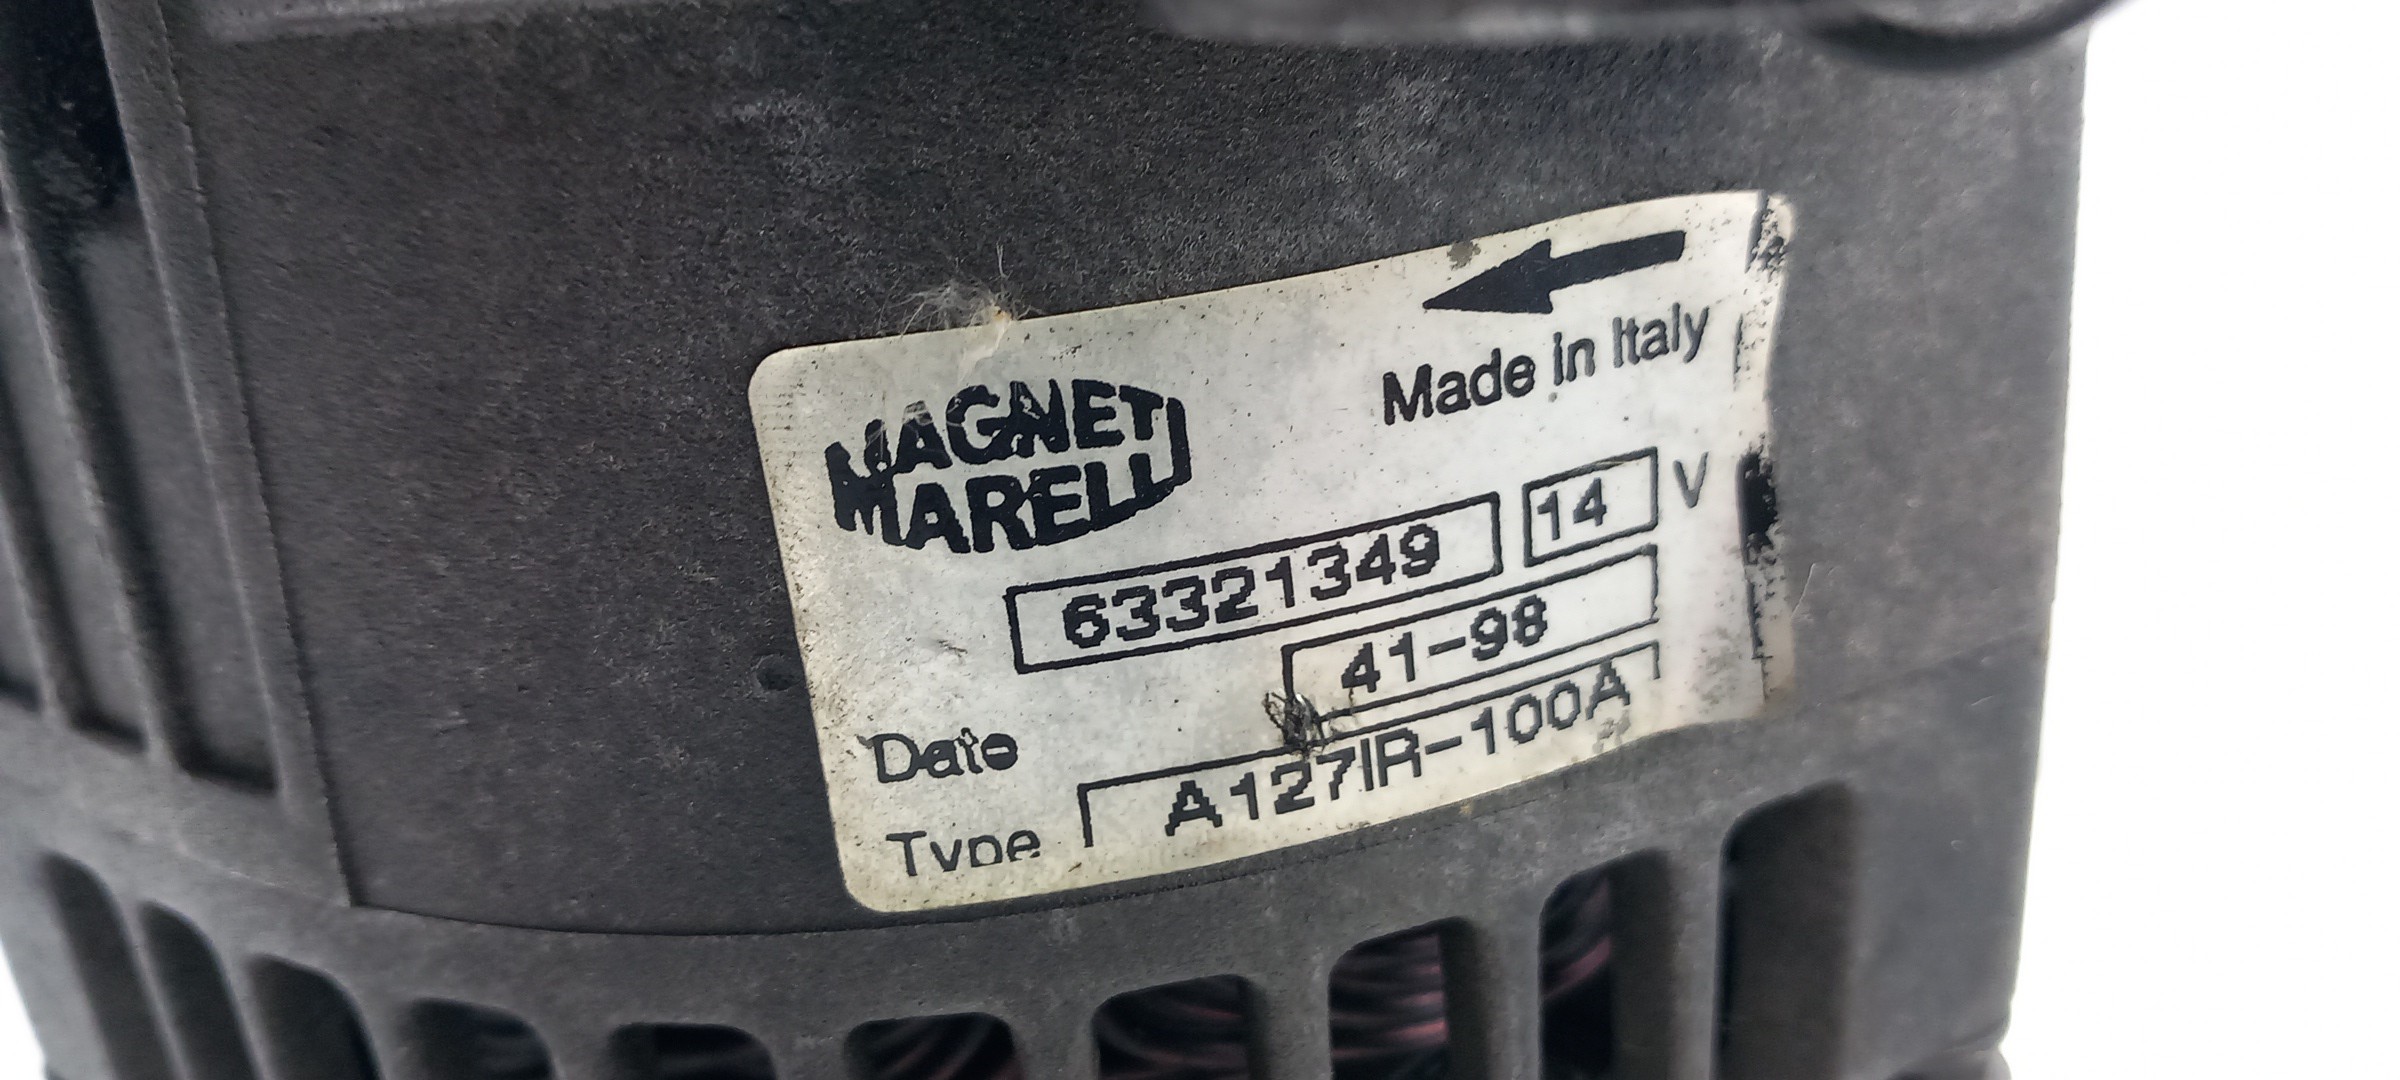 Made in Italy
MAGNETI
MARELLI
63321349 14 V
Date 41-98
Type A127IR-100A